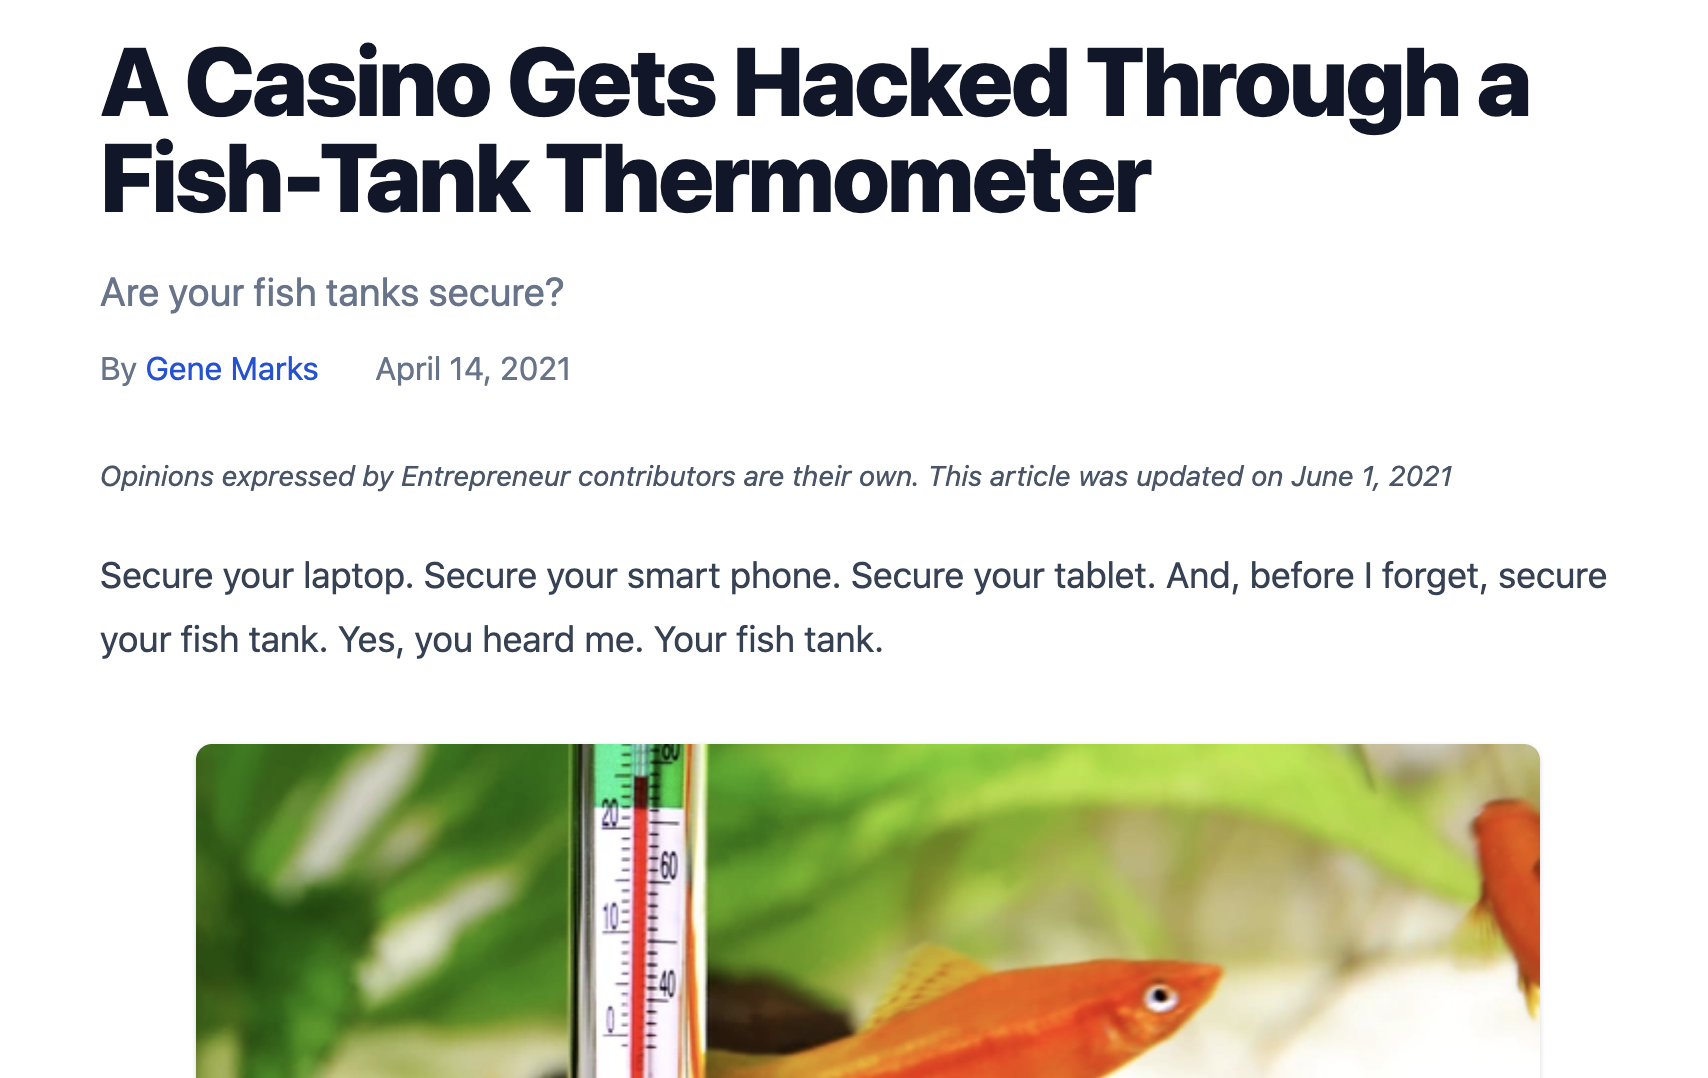 A Casino Gets Hacked Through a
Fish-Tank Thermometer
Are your fish tanks secure?
By Gene Marks April 14, 2021
Opinions expressed by Entrepreneur contributors are their own. This article was updated on June 1, 2021
Secure your laptop. Secure your smart phone. Secure your tablet. And, before I forget, secure
your fish tank. Yes, you heard me. Your fish tank.
80
20
60
10
40
0